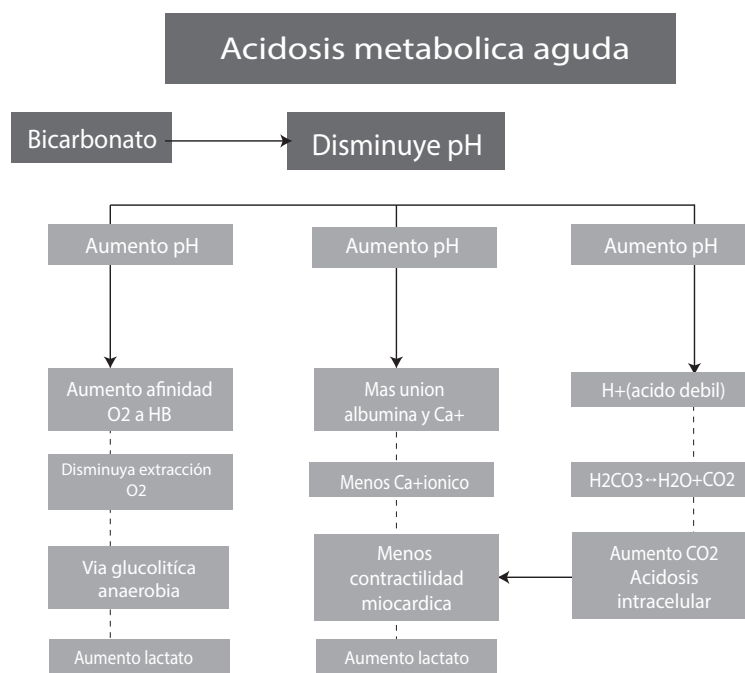 Acidosis metabolica aguda
Bicarbonato
Disminuye pH
Aumento pH
Aumento pH
Aumento pH
Aumento afinidad
O2 a HB
Mas union
albumina y Ca+
H+(acido debil)
Disminuya extracción
O2
Menos Ca+ionico
H2CO3↔H2O+CO2
Via glucolitíca
anaerobia
Menos
contractilidad
miocardica
Aumento CO2
Acidosis
intracelular
Aumento lactato
Aumento lactato